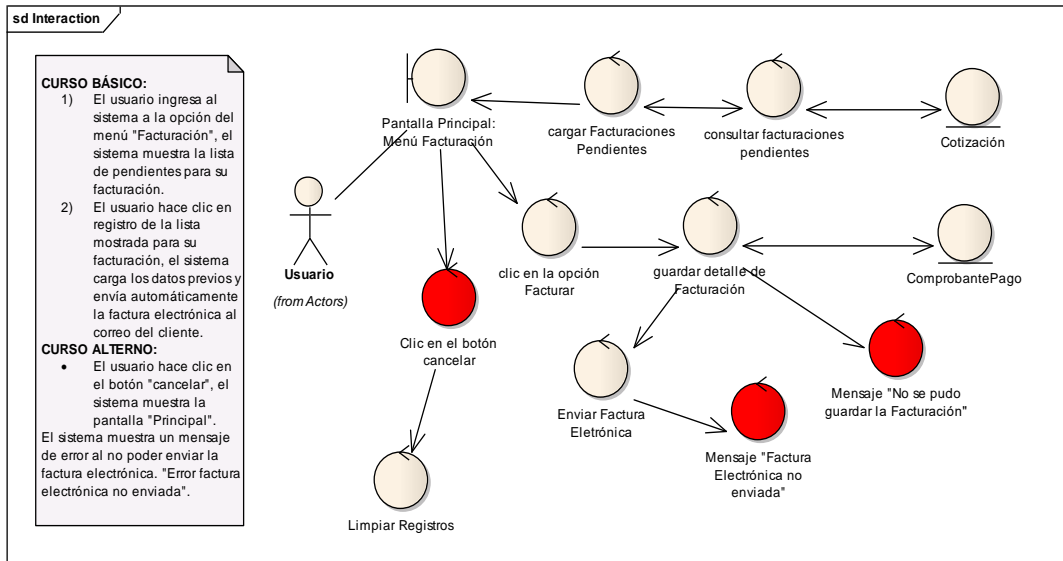 sd Interaction
CURSO BÁSICO:
1) El usuario ingresa al
sistema a la opción del
menú "Facturación", el
sistema muestra la lista
de pendientes para su
facturación.
2) El usuario hace clic en
registro de la lista
mostrada para su
facturación, el sistema
carga los datos previos y
envía automáticamente
la factura electrónica al
correo del cliente.
CURSO ALTERNO:
• El usuario hace clic en
el botón "cancelar", el
sistema muestra la
pantalla "Principal".
El sistema muestra un mensaje
de error al no poder enviar la
factura electrónica. "Error factura
electrónica no enviada".
Usuario
(from Actors)
Pantalla Principal:
Menú Facturación
cargar Facturaciones
Pendientes
consultar facturaciones
pendientes
Cotización
clic en la opción
Facturar
guardar detalle de
Facturación
ComprobantePago
Clic en el botón
cancelar
Enviar Factura
Eletrónica
Mensaje "No se pudo
guardar la Facturación"
Mensaje "Factura
Electrónica no
enviada"
Limpiar Registros